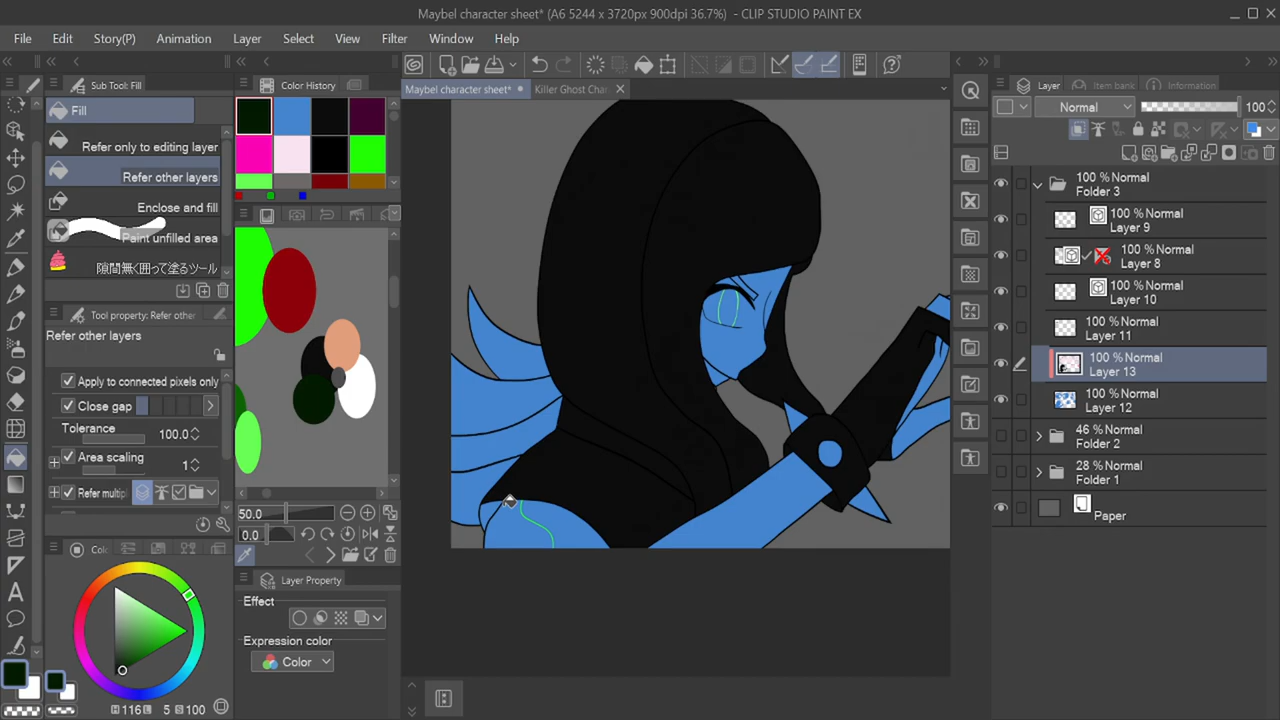 Maybel character sheet* (A6 5244 x 3720px 900dpi 36.7%) - CLIP STUDIO PAINT EX
File Edit Story(P) Animation Layer Select View Filter Window Help
Sub Tool: Fill
Color History
Maybel character sheet*
Killer Ghost Char
Layer
Item bank
Information
Fill
Normal
100
Refer only to editing layer
Refer other layers
Enclose and fill
Paint unfilled area
隙間無く囲って塗るツール
100 % Normal
Folder 3
100 % Normal
Layer 9
100 % Normal
Layer 8
100 % Normal
Layer 10
100 % Normal
Layer 11
100 % Normal
Layer 13
100 % Normal
Layer 12
46 % Normal
Folder 2
28 % Normal
Folder 1
Paper
Tool property: Refer other
Refer other layers
Apply to connected pixels only
Close gap
Tolerance
100.0
Area scaling
1
Refer multip
50.0
0.0
Col
Layer Property
Effect
Expression color
Color
H 116 L 5 S 100
A